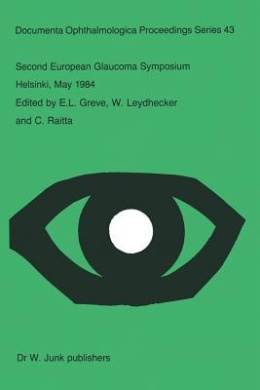 Documenta Ophthalmologica Proceedings Series 43
Second European Glaucoma Symposium
Helsinki, May 1984
Edited by E.L. Greve, W. Leydhecker
and C. Raitta
Dr W. Junk publishers